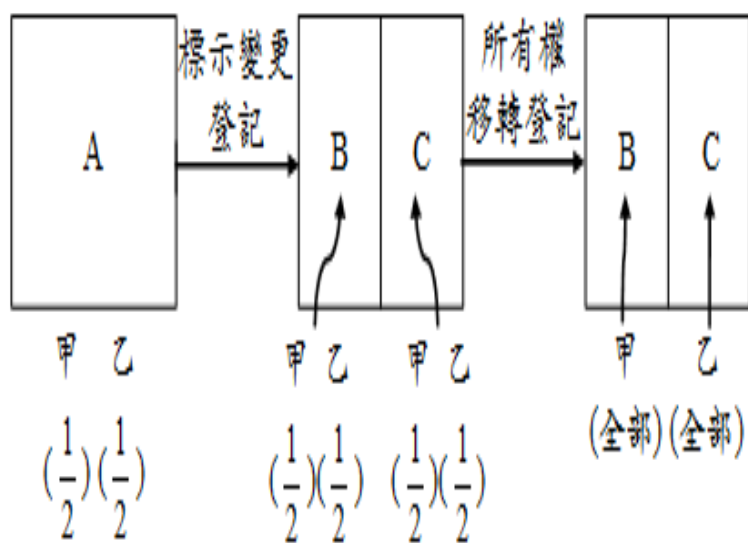 A
標示變更
登記
B C
所有權
移轉登記
B C
甲 乙
(1/2)(1/2)
甲 乙 甲 乙
(1/2)(1/2) (1/2)(1/2)
甲 乙
(全部)(全部)